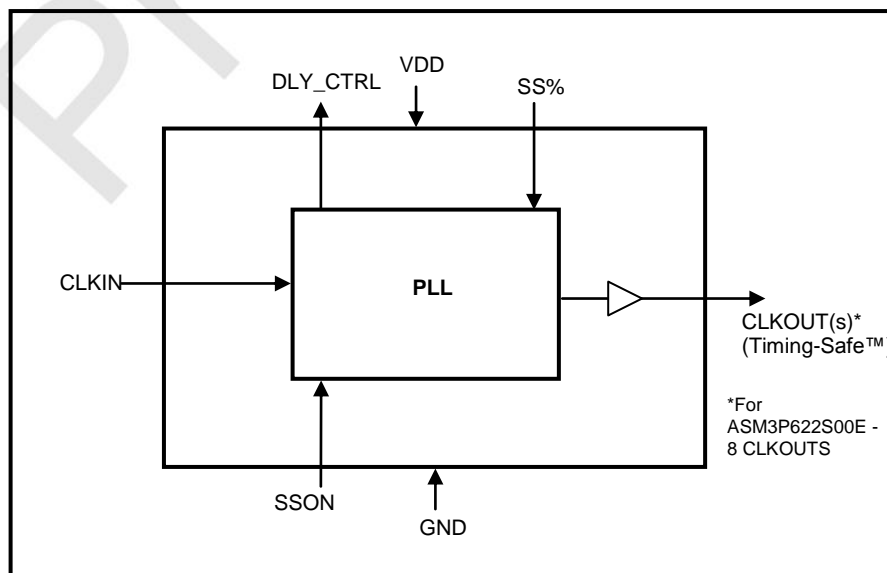 VDD
DLY_CTRL
SS%
CLKIN
PLL
CLKOUT(s)*
(Timing-Safe™)
*For
ASM3P622S00E -
8 CLKOUTS
SSON
GND